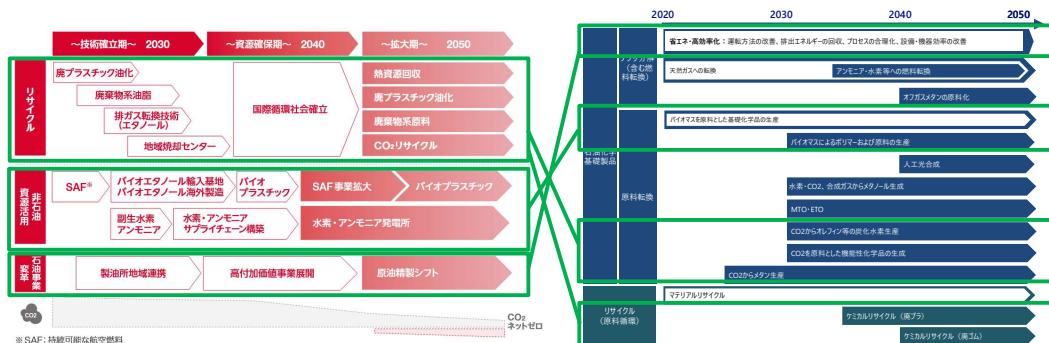 ～技術確立期～ 2030
～資源確保期～ 2040
～拡大期～ 2050
リサイクル
廃プラスチック油化
廃棄物系油脂
排ガス転換技術
(エタノール)
地域焼却センター
国際循環社会確立
熱資源回収
廃プラスチック油化
廃棄物系原料
CO₂リサイクル
非石油
資源活用
SAF※
バイオエタノール輸入基地
バイオエタノール海外製造
バイオ
プラスチック
SAF事業拡大
バイオプラスチック
副生水素
アンモニア
水素・アンモニア
サプライチェーン構築
水素・アンモニア発電所
石油事業
変革
製油所地域連携
高付加価値事業展開
原油精製シフト
CO2
CO₂
ネットゼロ
※SAF: 持続可能な航空燃料
2020
2030
2040
2050
石油化学
基礎製品
(含む燃
料転換)
省エネ・高効率化：運転方法の改善、排出エネルギーの回収、プロセスの合理化、設備・機器効率の改善
天然ガスへの転換
アンモニア・水素等への燃料転換
オフガスメタンの原料化
原料転換
バイオマスを原料とした基礎化学品の生産
バイオマスによるポリマーおよび原料の生産
人工光合成
水素・CO2、合成ガスからメタノール生成
MTO・ETO
CO2からオレフィン等の炭化水素生産
CO2を原料とした機能性化学品の生成
CO2からメタン生産
リサイクル
(原料循環)
マテリアルリサイクル
ケミカルリサイクル（廃プラ）
ケミカルリサイクル（廃ゴム）